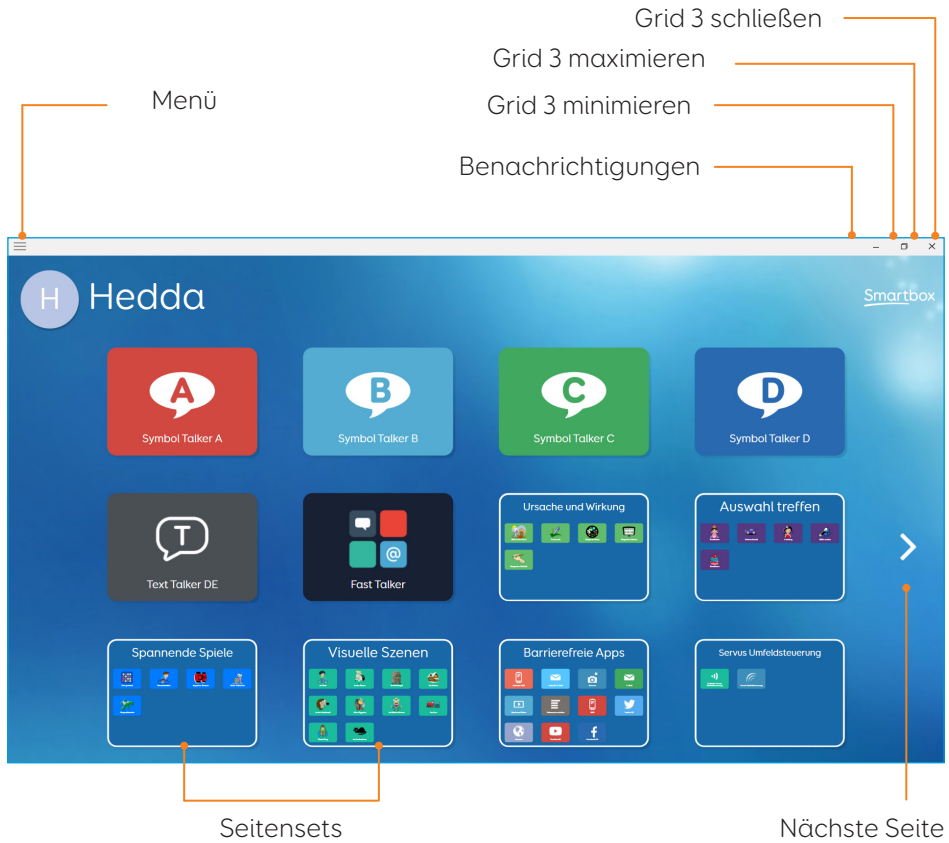 Grid 3 schließen
Grid 3 maximieren
Menü
Grid 3 minimieren
Benachrichtigungen
H Hedda
Smartbox
A B C D
Symbol Talker A Symbol Talker B Symbol Talker C Symbol Talker D
Ursache und Wirkung Auswahl treffen
T @
Text Talker DE Fast Talker
Spannende Spiele Visuelle Szenen Barrierefreie Apps Servus Umfeldsteuerung
f
Seitensets Nächste Seite